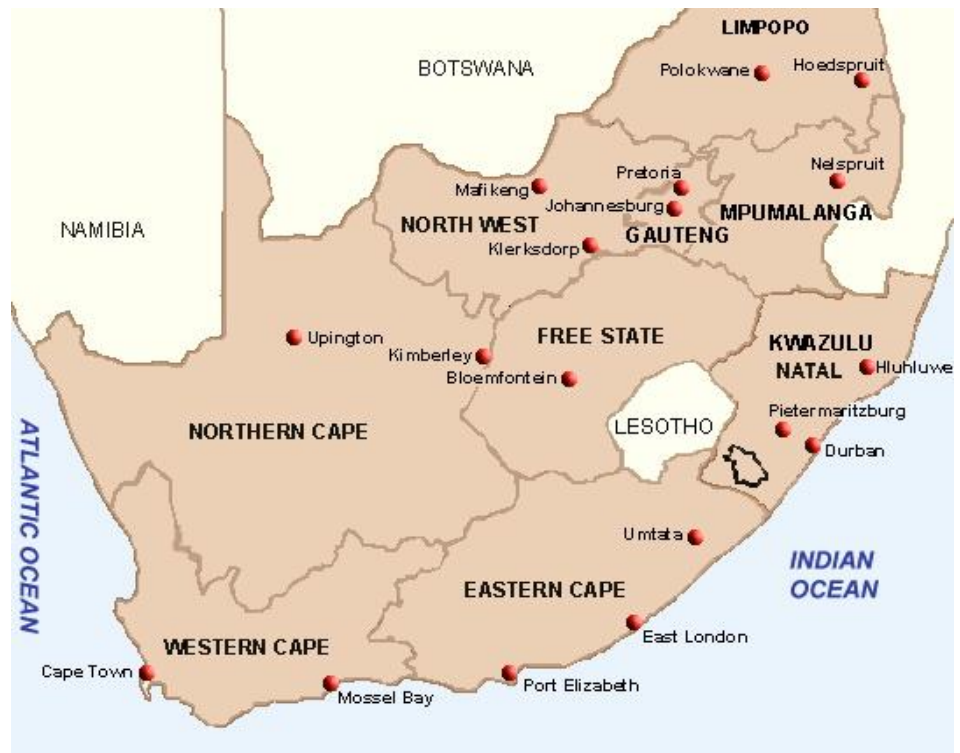 LIMPOPO
BOTSWANA
Polokwane
Hoedspruit
Pretoria
Nelspruit
Mafikeng
Johannesburg
MPUMALANGA
NORTH WEST
GAUTENG
NAMIBIA
Klerksdorp
Upington
FREE STATE
KWAZULU
NATAL
Kimberley
Hluhluwe
Bloemfontein
Pietermaritzburg
NORTHERN CAPE
LESOTHO
Durban
ATLANTIC OCEAN
Umtata
INDIAN
OCEAN
EASTERN CAPE
East London
WESTERN CAPE
Cape Town
Mossel Bay
Port Elizabeth